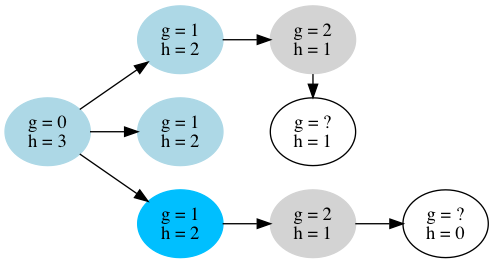 g = 1
h = 2
g = 2
h = 1
g = 0
h = 3
g = 1
h = 2
g = ?
h = 1
g = 1
h = 2
g = 2
h = 1
g = ?
h = 0